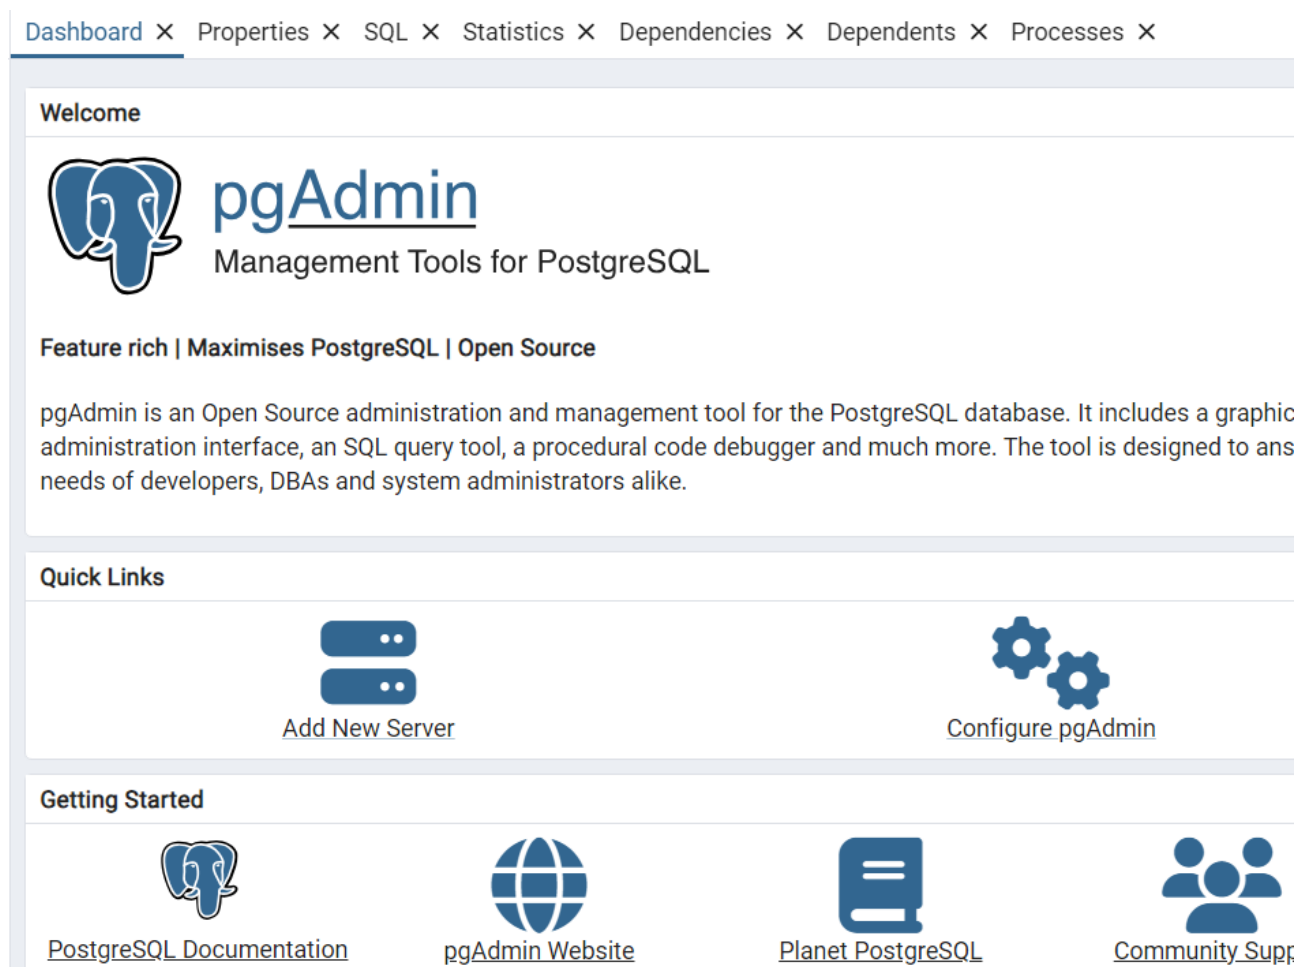 Dashboard × Properties × SQL × Statistics × Dependencies × Dependents × Processes ×
Welcome
pgAdmin
Management Tools for PostgreSQL
Feature rich | Maximises PostgreSQL | Open Source
pgAdmin is an Open Source administration and management tool for the PostgreSQL database. It includes a graphic
administration interface, an SQL query tool, a procedural code debugger and much more. The tool is designed to ans
needs of developers, DBAs and system administrators alike.
Quick Links
Add New Server Configure pgAdmin
Getting Started
PostgreSQL Documentation pgAdmin Website Planet PostgreSQL Community Supp